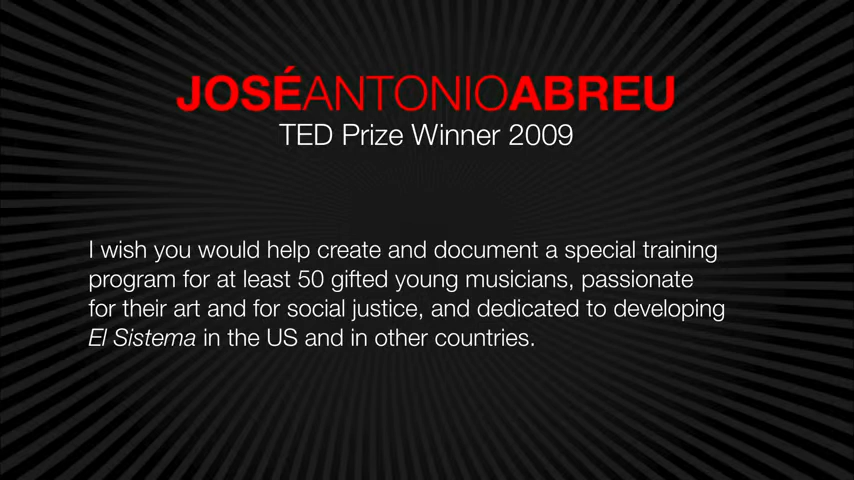 JOSÉANTONIOABREU
TED Prize Winner 2009
I wish you would help create and document a special training
program for at least 50 gifted young musicians, passionate
for their art and for social justice, and dedicated to developing
El Sistema in the US and in other countries.